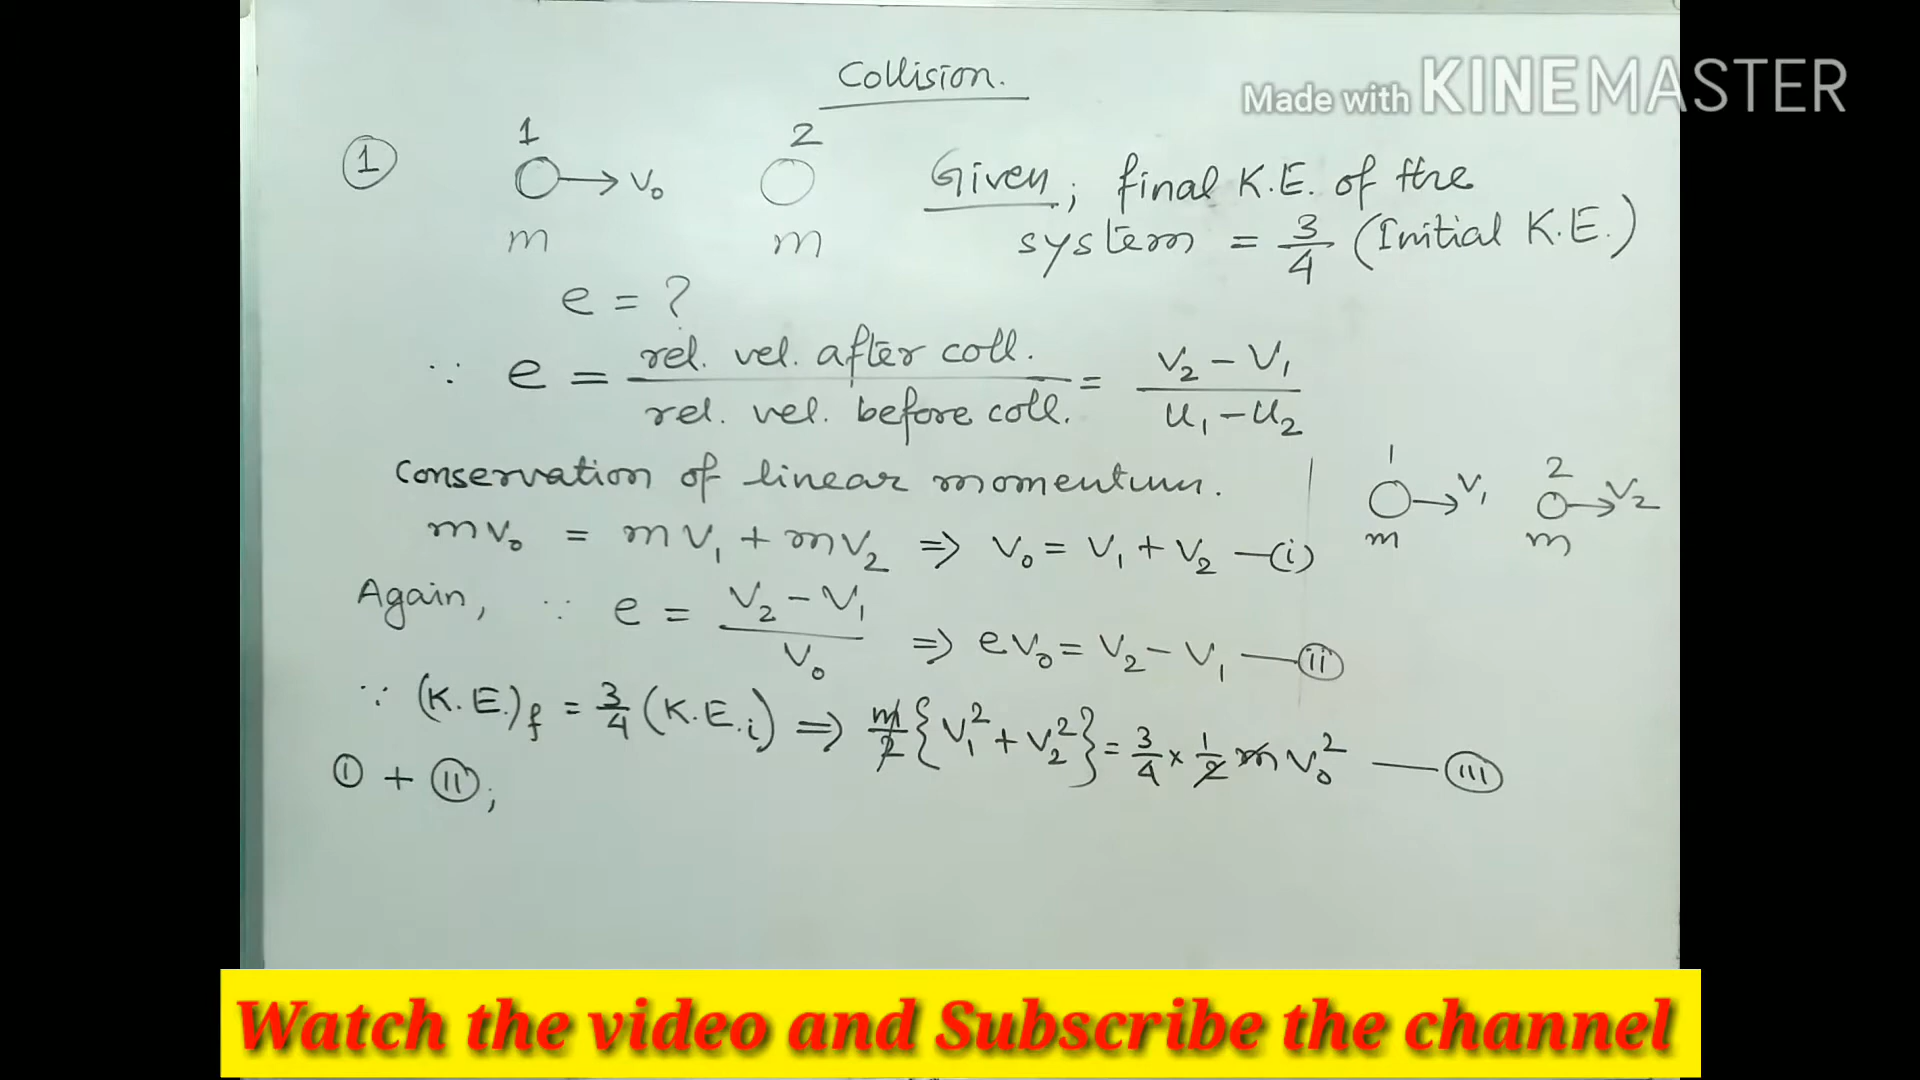 Collision.
Made with KINEMASTER
① 1 → v₀ 2
m m
Given; final K.E. of the
system = 3/4 (Initial K.E.)
e = ?
∵ e = rel. vel. after coll. / rel. vel. before coll. = v₂ - v₁ / u₁ - u₂
conservation of linear momentum.
1 → v₁ 2 → v₂
m m
mv₀ = mv₁ + mv₂ ⇒ v₀ = v₁ + v₂ —(i)
Again, ∵ e = v₂ - v₁ / v₀ ⇒ ev₀ = v₂ - v₁ —ⓘⓘ
∵ (K.E.)f = 3/4 (K.E.i) ⇒ m/2 {v₁² + v₂²} = 3/4 × 1/2 mv₀² — (III)
Ⓘ + (II);
Watch the video and Subscribe the channel